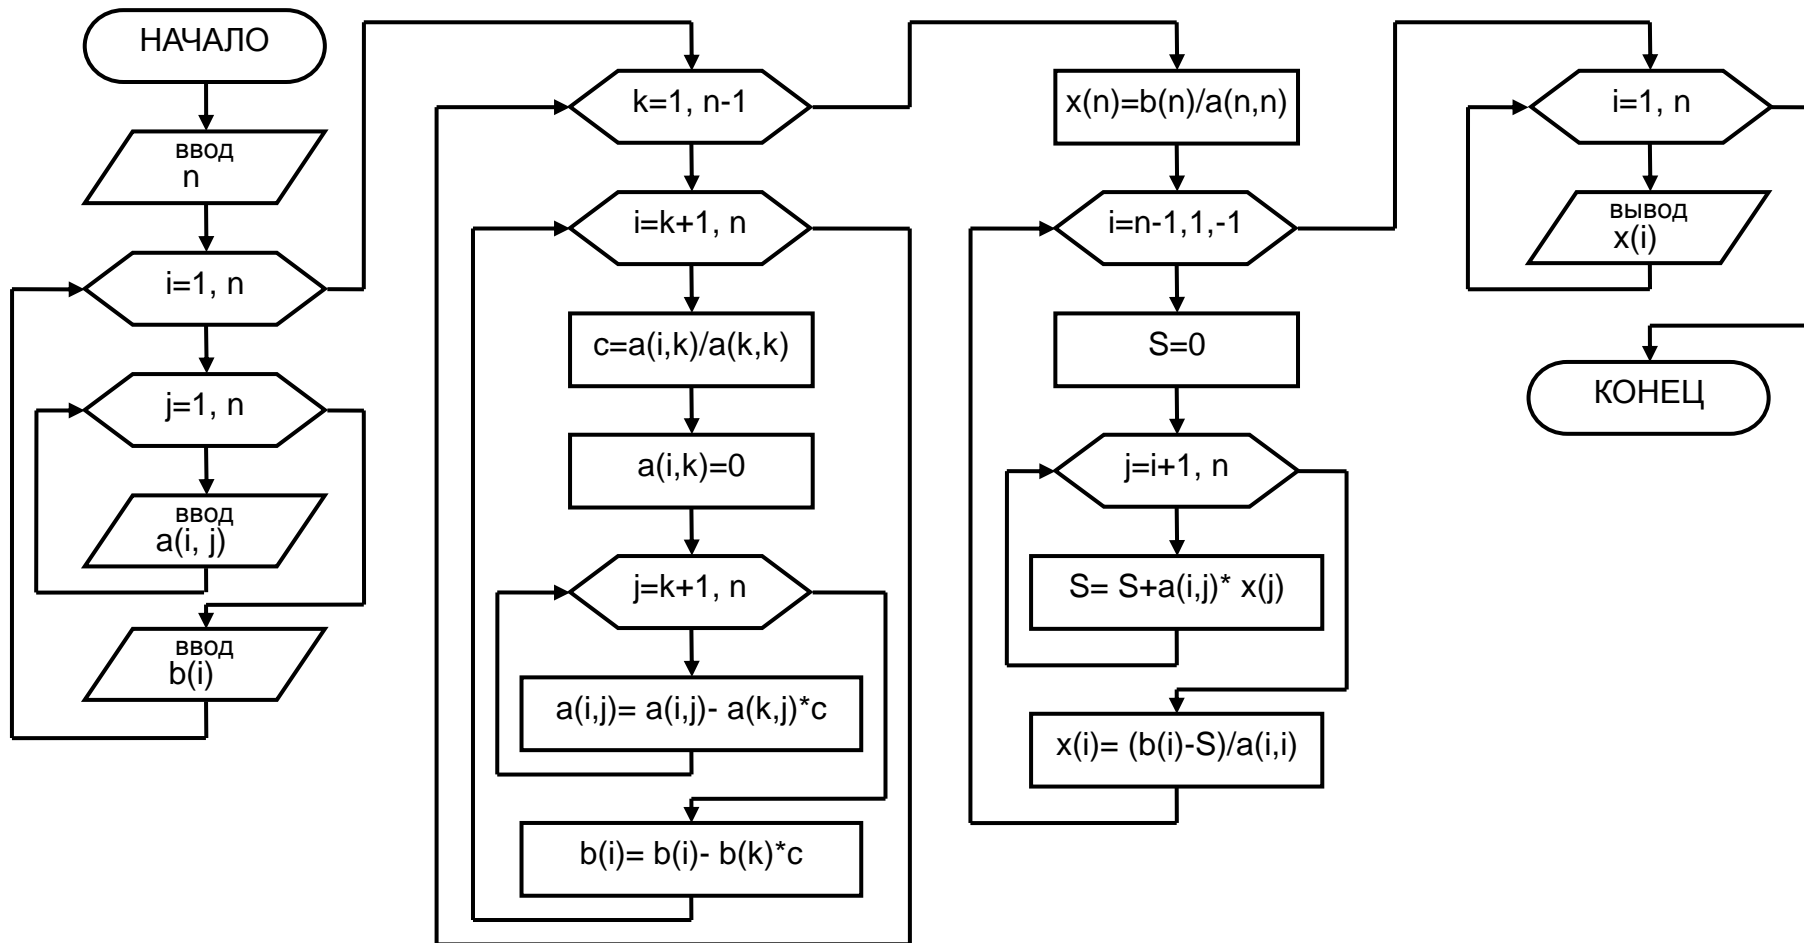 НАЧАЛО
ввод
n
i=1, n
j=1, n
ввод
a(i, j)
ввод
b(i)
k=1, n-1
i=k+1, n
c=a(i,k)/a(k,k)
a(i,k)=0
j=k+1, n
a(i,j)= a(i,j)- a(k,j)*c
b(i)= b(i)- b(k)*c
x(n)=b(n)/a(n,n)
i=n-1,1,-1
S=0
j=i+1, n
S= S+a(i,j)* x(j)
x(i)= (b(i)-S)/a(i,i)
i=1, n
вывод
x(i)
КОНЕЦ